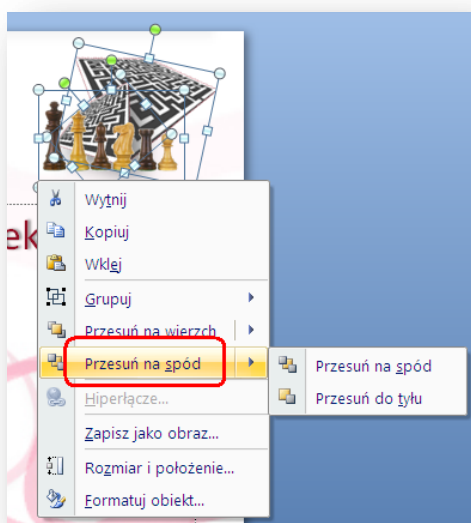 ek
Wytnij
Kopiuj
Wklej
Grupuj
Przesuń na wierzch
Przesuń na spód
Przesuń na spód
Przesuń do tyłu
Hiperłącze...
Zapisz jako obraz...
Rozmiar i położenie...
Formatuj obiekt...